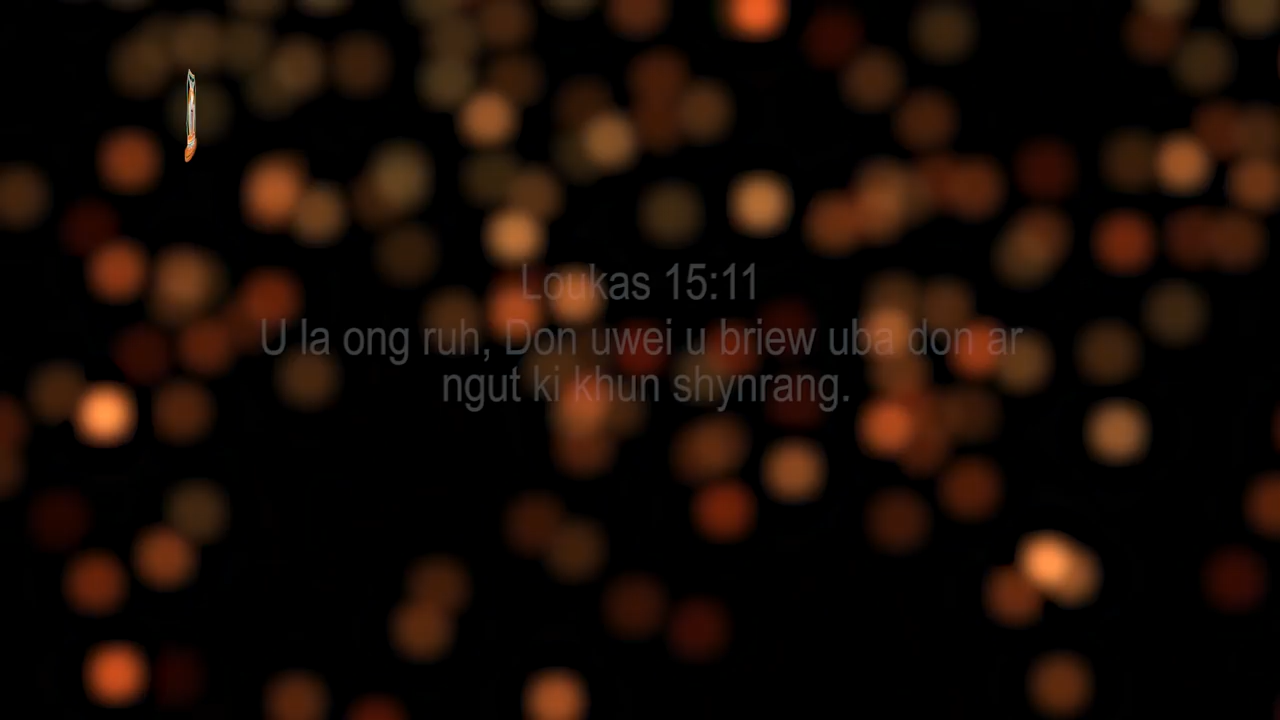 Loukas 15:11
U la ong ruh, Don uwei u briew uba don ar
ngut ki khun shynrang.